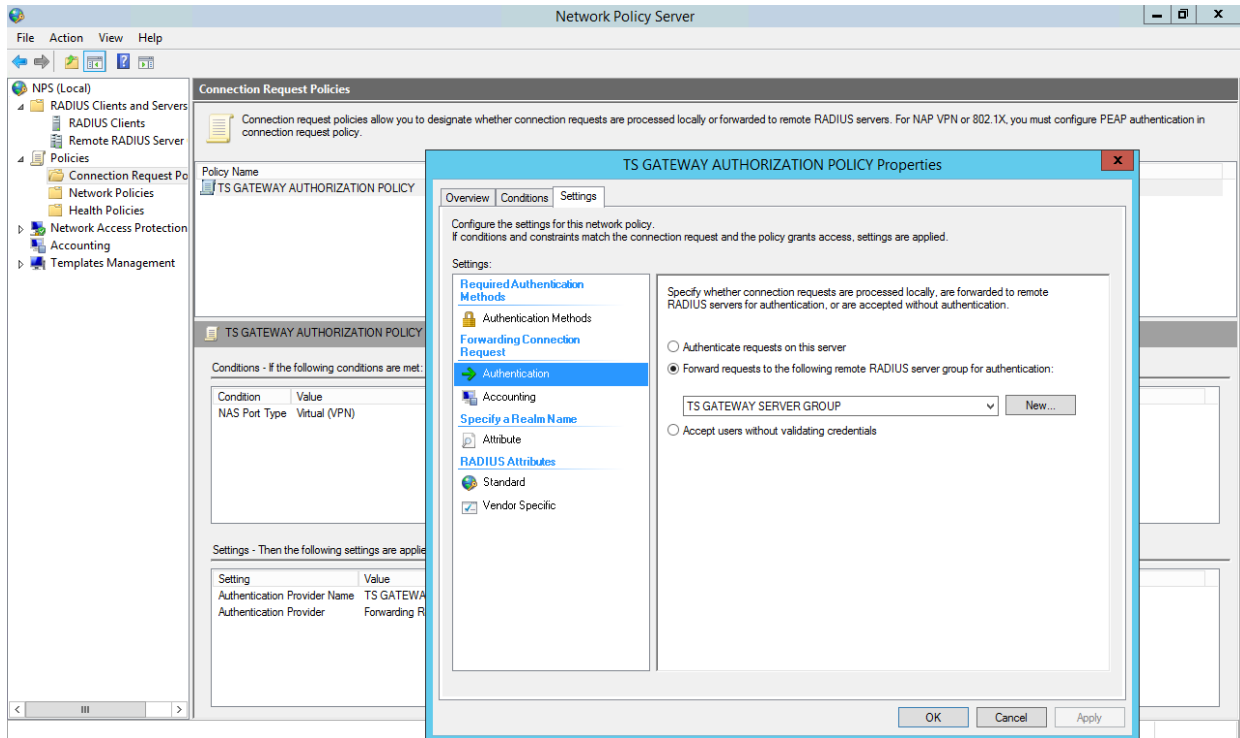 Network Policy Server
File Action View Help
NPS (Local)
RADIUS Clients and Servers
RADIUS Clients
Remote RADIUS Server
Policies
Connection Request Po
Network Policies
Health Policies
Network Access Protection
Accounting
Templates Management
Connection Request Policies
Connection request policies allow you to designate whether connection requests are processed locally or forwarded to remote RADIUS servers. For NAP VPN or 802.1X, you must configure PEAP authentication in
connection request policy.
Policy Name
TS GATEWAY AUTHORIZATION POLICY
TS GATEWAY AUTHORIZATION POLICY
Conditions - If the following conditions are met:
Condition Value
NAS Port Type Virtual (VPN)
Settings - Then the following settings are applie
Setting Value
Authentication Provider Name TS GATEWA
Authentication Provider Forwarding R
TS GATEWAY AUTHORIZATION POLICY Properties
Overview Conditions Settings
Configure the settings for this network policy.
If conditions and constraints match the connection request and the policy grants access, settings are applied.
Settings:
Required Authentication
Methods
Authentication Methods
Forwarding Connection
Request
Authentication
Accounting
Specify a Realm Name
Attribute
RADIUS Attributes
Standard
Vendor Specific
Specify whether connection requests are processed locally, are forwarded to remote
RADIUS servers for authentication, or are accepted without authentication.
Authenticate requests on this server
Forward requests to the following remote RADIUS server group for authentication:
TS GATEWAY SERVER GROUP New...
Accept users without validating credentials
OK Cancel Apply